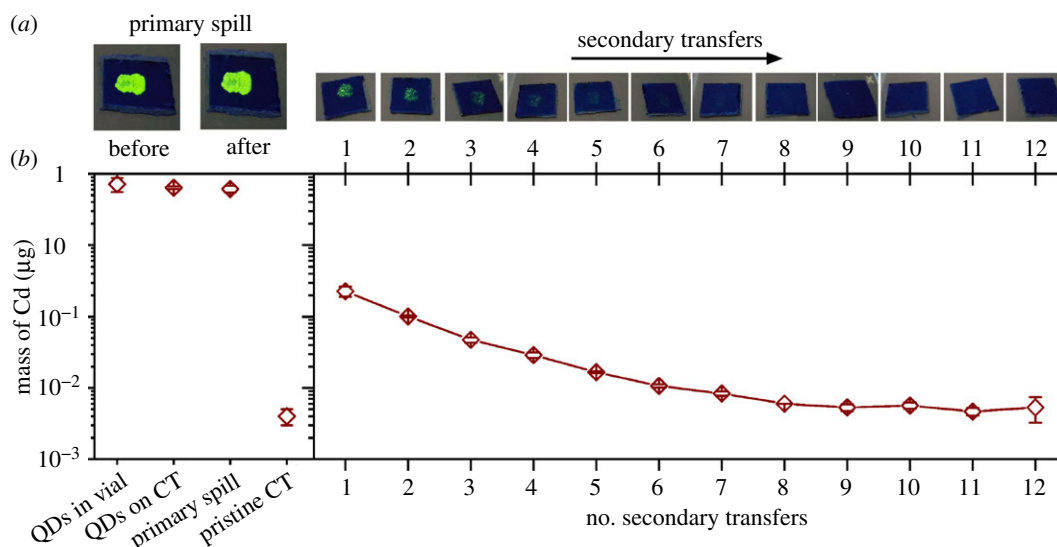 (a) primary spill
secondary transfers
before after
(b) 1 2 3 4 5 6 7 8 9 10 11 12
1
10⁻¹
10⁻²
10⁻³
mass of Cd (µg)
QDs in vial
QDs on CT
primary spill
pristine CT
1 2 3 4 5 6 7 8 9 10 11 12
no. secondary transfers